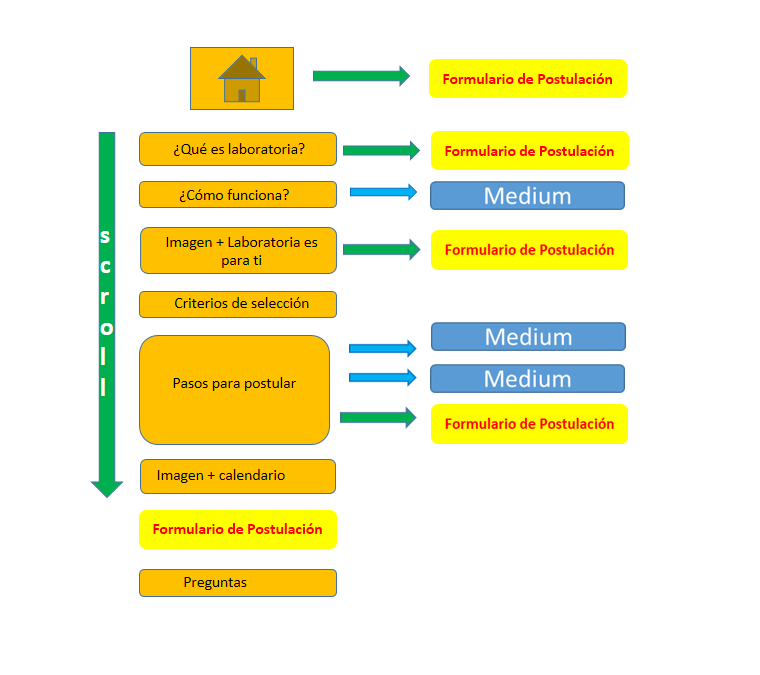 Formulario de Postulación
¿Qué es laboratoria?
Formulario de Postulación
¿Cómo funciona?
Medium
scroll
Imagen + Laboratoria es
para ti
Formulario de Postulación
Criterios de selección
Pasos para postular
Medium
Medium
Formulario de Postulación
Imagen + calendario
Formulario de Postulación
Preguntas